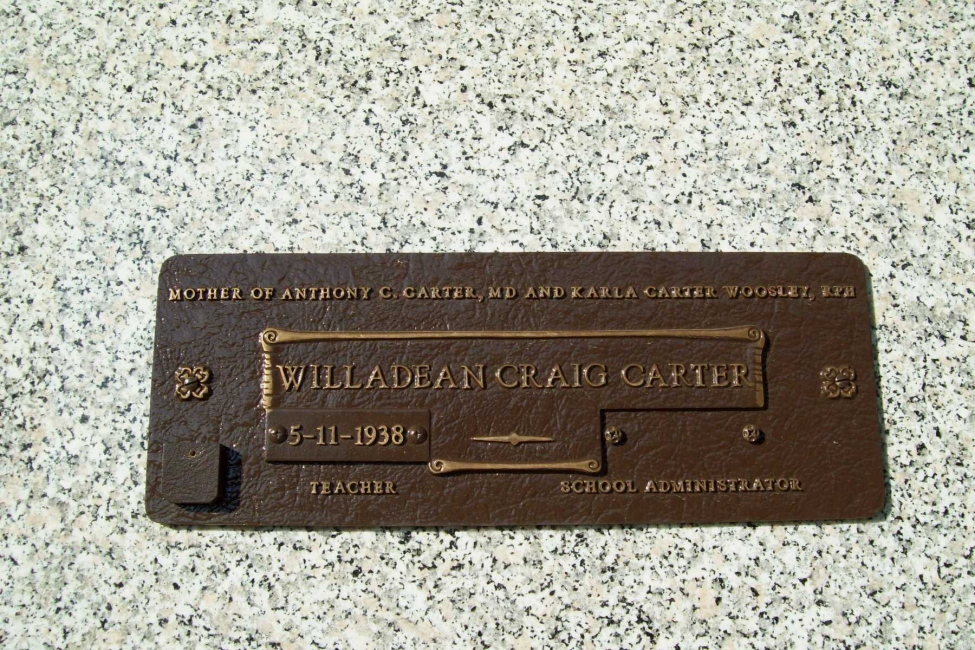 MOTHER OF ANTHONY C. CARTER, MD AND KARLA CARTER WOOSLEY, RPH
WILLADEAN CRAIG CARTER
5-11-1938
TEACHER SCHOOL ADMINISTRATOR